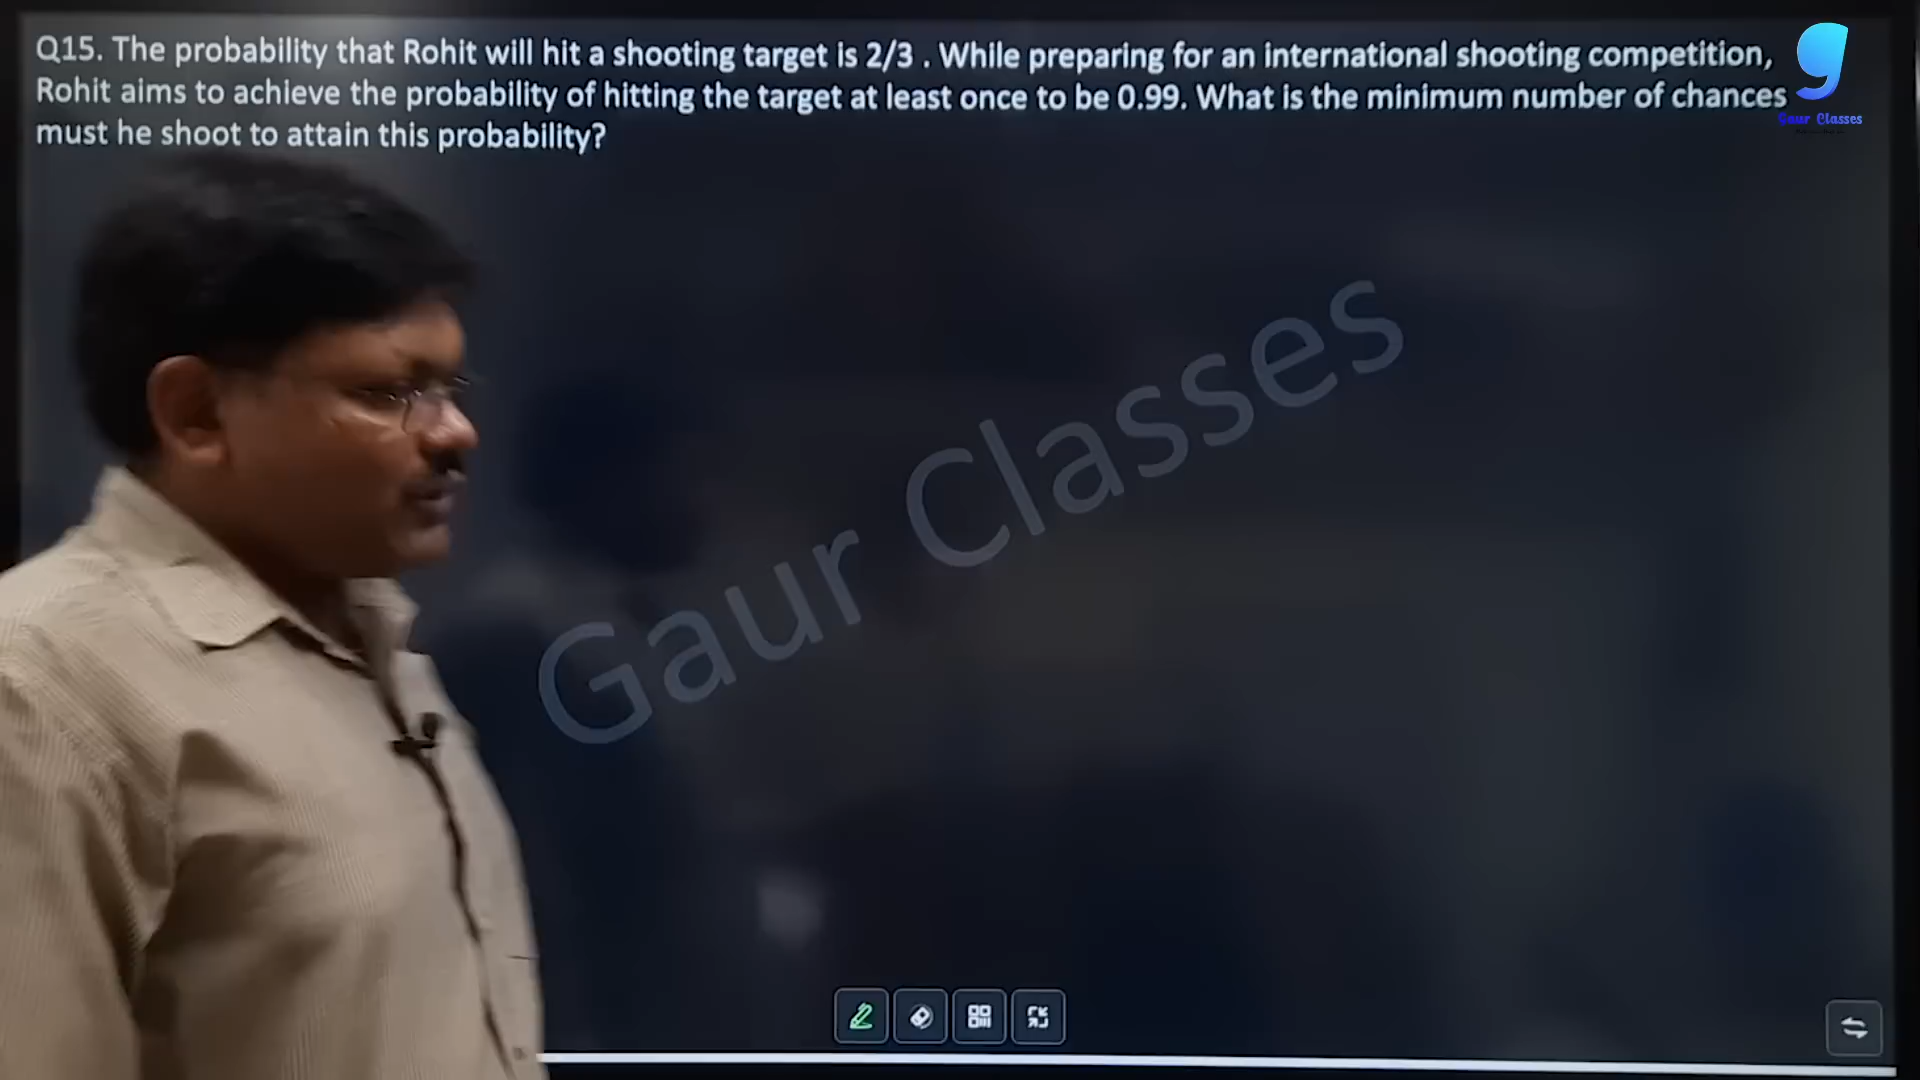 Q15. The probability that Rohit will hit a shooting target is 2/3 . While preparing for an international shooting competition,
Rohit aims to achieve the probability of hitting the target at least once to be 0.99. What is the minimum number of chances
must he shoot to attain this probability?
g
Gaur Classes
Gaur Classes